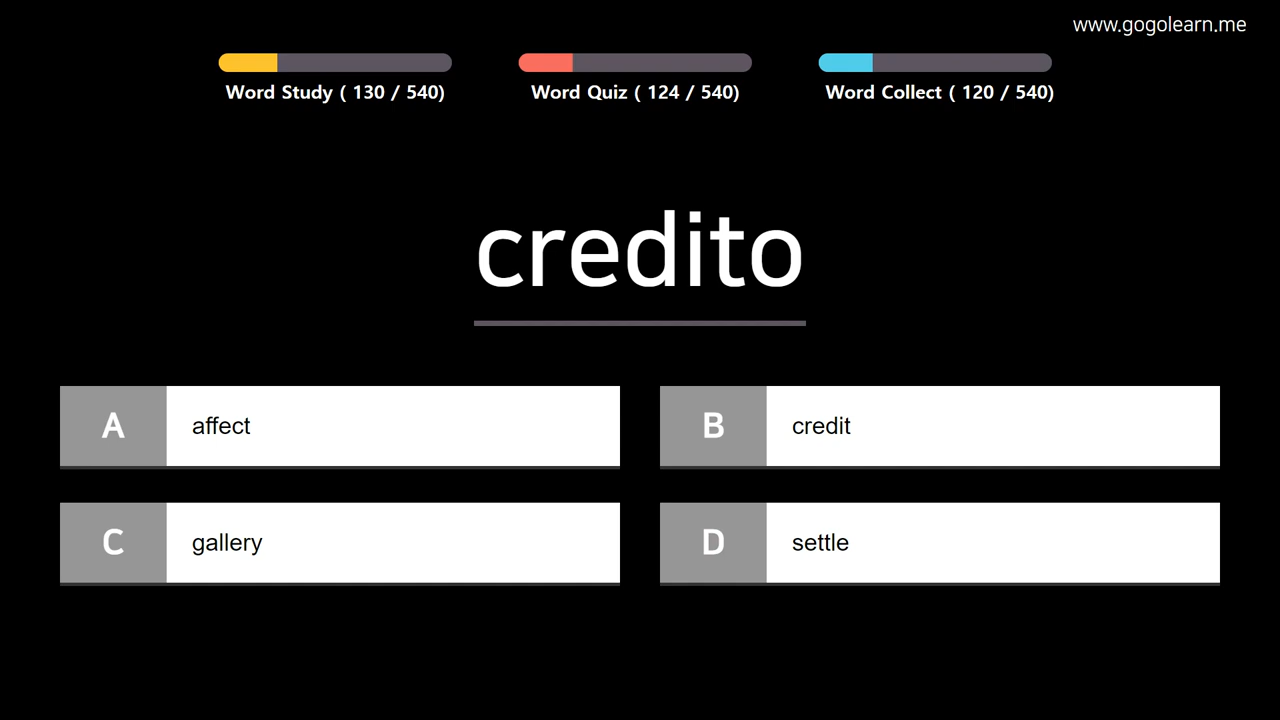 www.gogolearn.me
Word Study ( 130 / 540)
Word Quiz ( 124 / 540)
Word Collect ( 120 / 540)
credito
A affect
B credit
C gallery
D settle